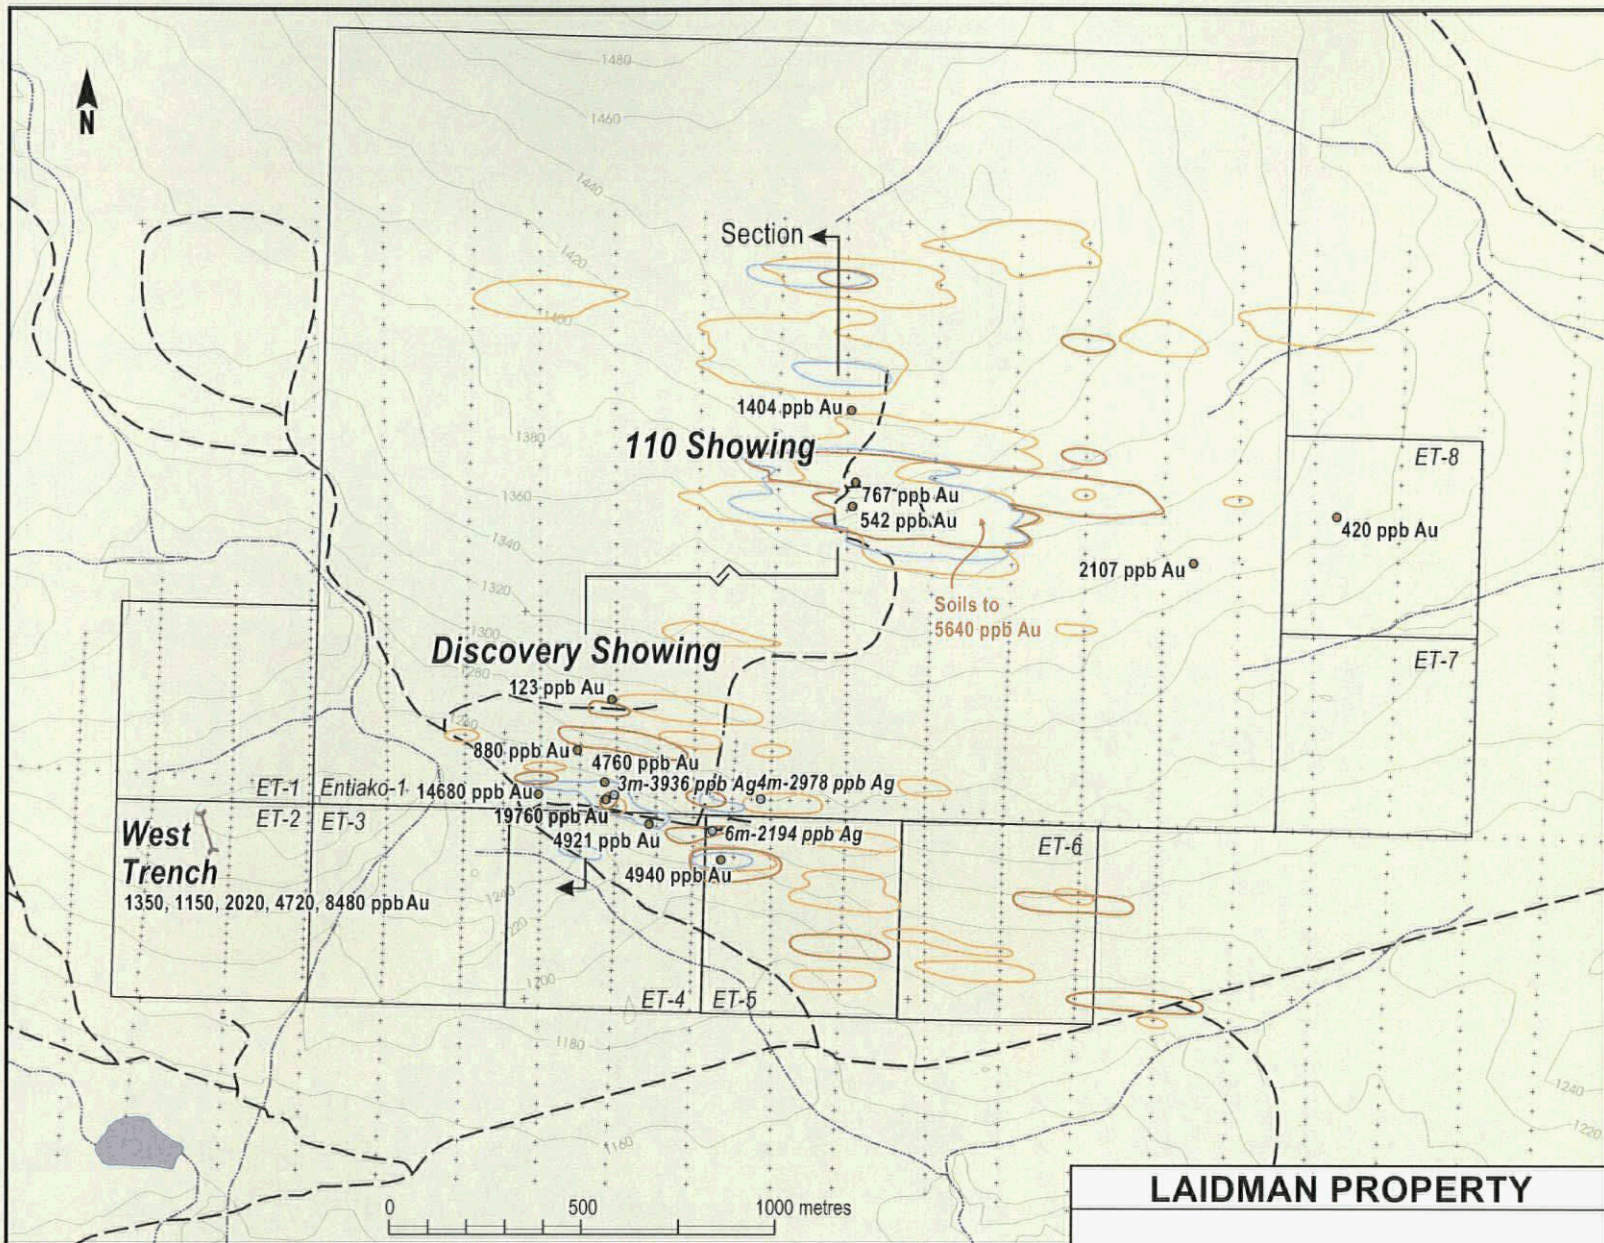 1480
1460
N
1440
Section
1420
1400
1404 ppb Au
1380
110 Showing
ET-8
1360
767 ppb Au
542 ppb Au
420 ppb Au
1340
2107 ppb Au
1320
Soils to
5640 ppb Au
1300
Discovery Showing
ET-7
1280
123 ppb Au
1260
880 ppb Au
4760 ppb Au
3m-3936 ppb Ag 4m-2978 ppb Ag
ET-1 Entiako-1 14680 ppb Au
19760 ppb Au
ET-2 ET-3
West
Trench
4921 ppb Au
6m-2194 ppb Ag
ET-6
4940 ppb Au
1350, 1150, 2020, 4720, 8480 ppb Au
1240
1220
1200
ET-4 ET-5
1180
1240
1220
1160
0 500 1000 metres
LAIDMAN PROPERTY